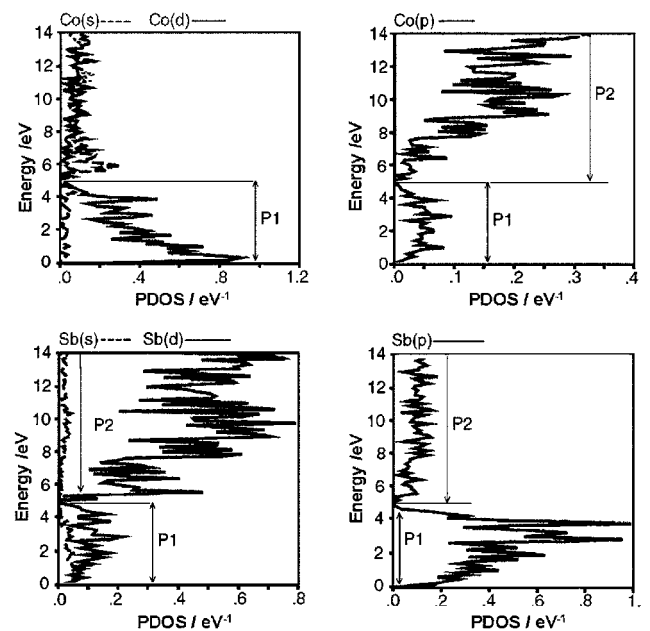 Co(s) Co(d)
14
12
10
8
6
4
2
0
Energy /eV
P1
.0 .4 .8 1.2
PDOS / eV-1
Co(p)
14
12
10
8
6
4
2
0
Energy /eV
P2
P1
.0 .1 .2 .3 .4
PDOS / eV-1
Sb(s) Sb(d)
14
12
10
8
6
4
2
0
Energy /eV
P2
P1
.0 .2 .4 .6 .8
PDOS / eV-1
Sb(p)
14
12
10
8
6
4
2
0
Energy /eV
P2
P1
.0 .2 .4 .6 .8 1.
PDOS / eV-1